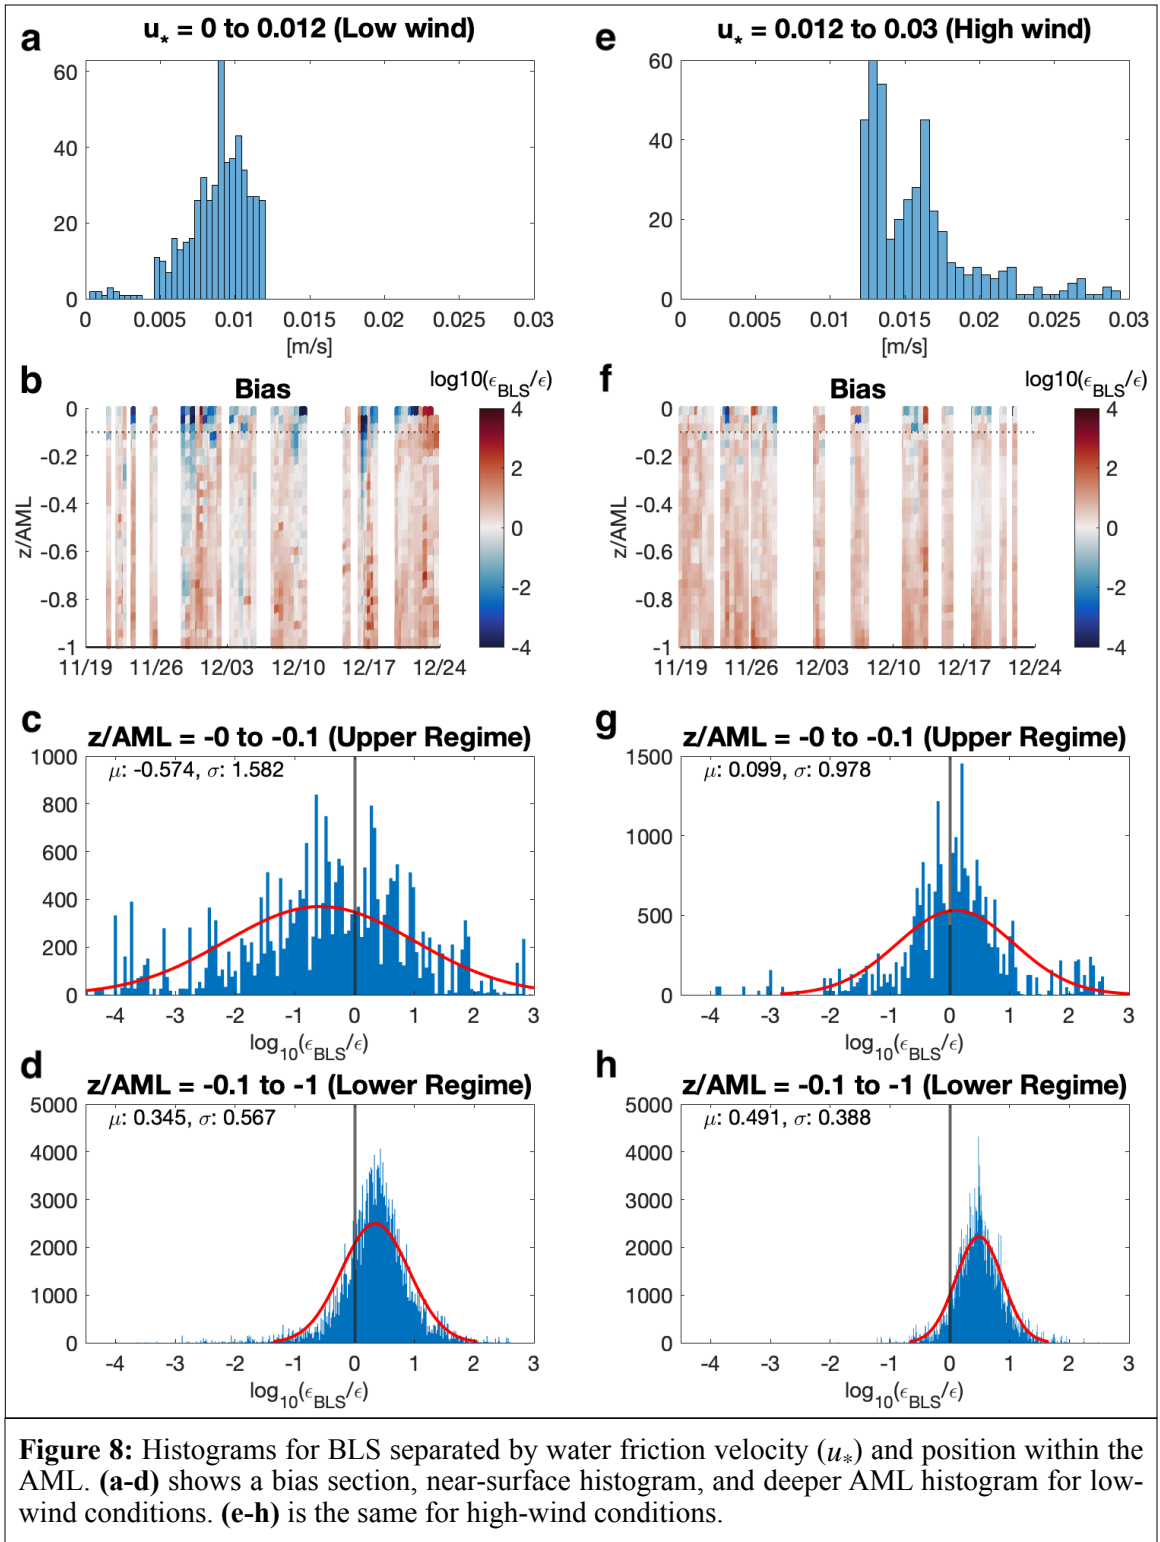 a
u* = 0 to 0.012 (Low wind)
60
40
20
0
0 0.005 0.01 0.015 0.02 0.025 0.03
[m/s]
e
u* = 0.012 to 0.03 (High wind)
60
40
20
0
0 0.005 0.01 0.015 0.02 0.025 0.03
[m/s]
b
Bias
log10(ϵBLS/ϵ)
z/AML
0
-0.2
-0.4
-0.6
-0.8
-1
11/19 11/26 12/03 12/10 12/17 12/24
4
2
0
-2
-4
f
Bias
log10(ϵBLS/ϵ)
z/AML
0
-0.2
-0.4
-0.6
-0.8
-1
11/19 11/26 12/03 12/10 12/17 12/24
4
2
0
-2
-4
c
z/AML = -0 to -0.1 (Upper Regime)
μ: -0.574, σ: 1.582
1000
800
600
400
200
0
-4 -3 -2 -1 0 1 2 3
log10(ϵBLS/ϵ)
g
z/AML = -0 to -0.1 (Upper Regime)
μ: 0.099, σ: 0.978
1500
1000
500
0
-4 -3 -2 -1 0 1 2 3
log10(ϵBLS/ϵ)
d
z/AML = -0.1 to -1 (Lower Regime)
μ: 0.345, σ: 0.567
5000
4000
3000
2000
1000
0
-4 -3 -2 -1 0 1 2 3
log10(ϵBLS/ϵ)
h
z/AML = -0.1 to -1 (Lower Regime)
μ: 0.491, σ: 0.388
5000
4000
3000
2000
1000
0
-4 -3 -2 -1 0 1 2 3
log10(ϵBLS/ϵ)
Figure 8: Histograms for BLS separated by water friction velocity (u*) and position within the
AML. (a-d) shows a bias section, near-surface histogram, and deeper AML histogram for low-
wind conditions. (e-h) is the same for high-wind conditions.